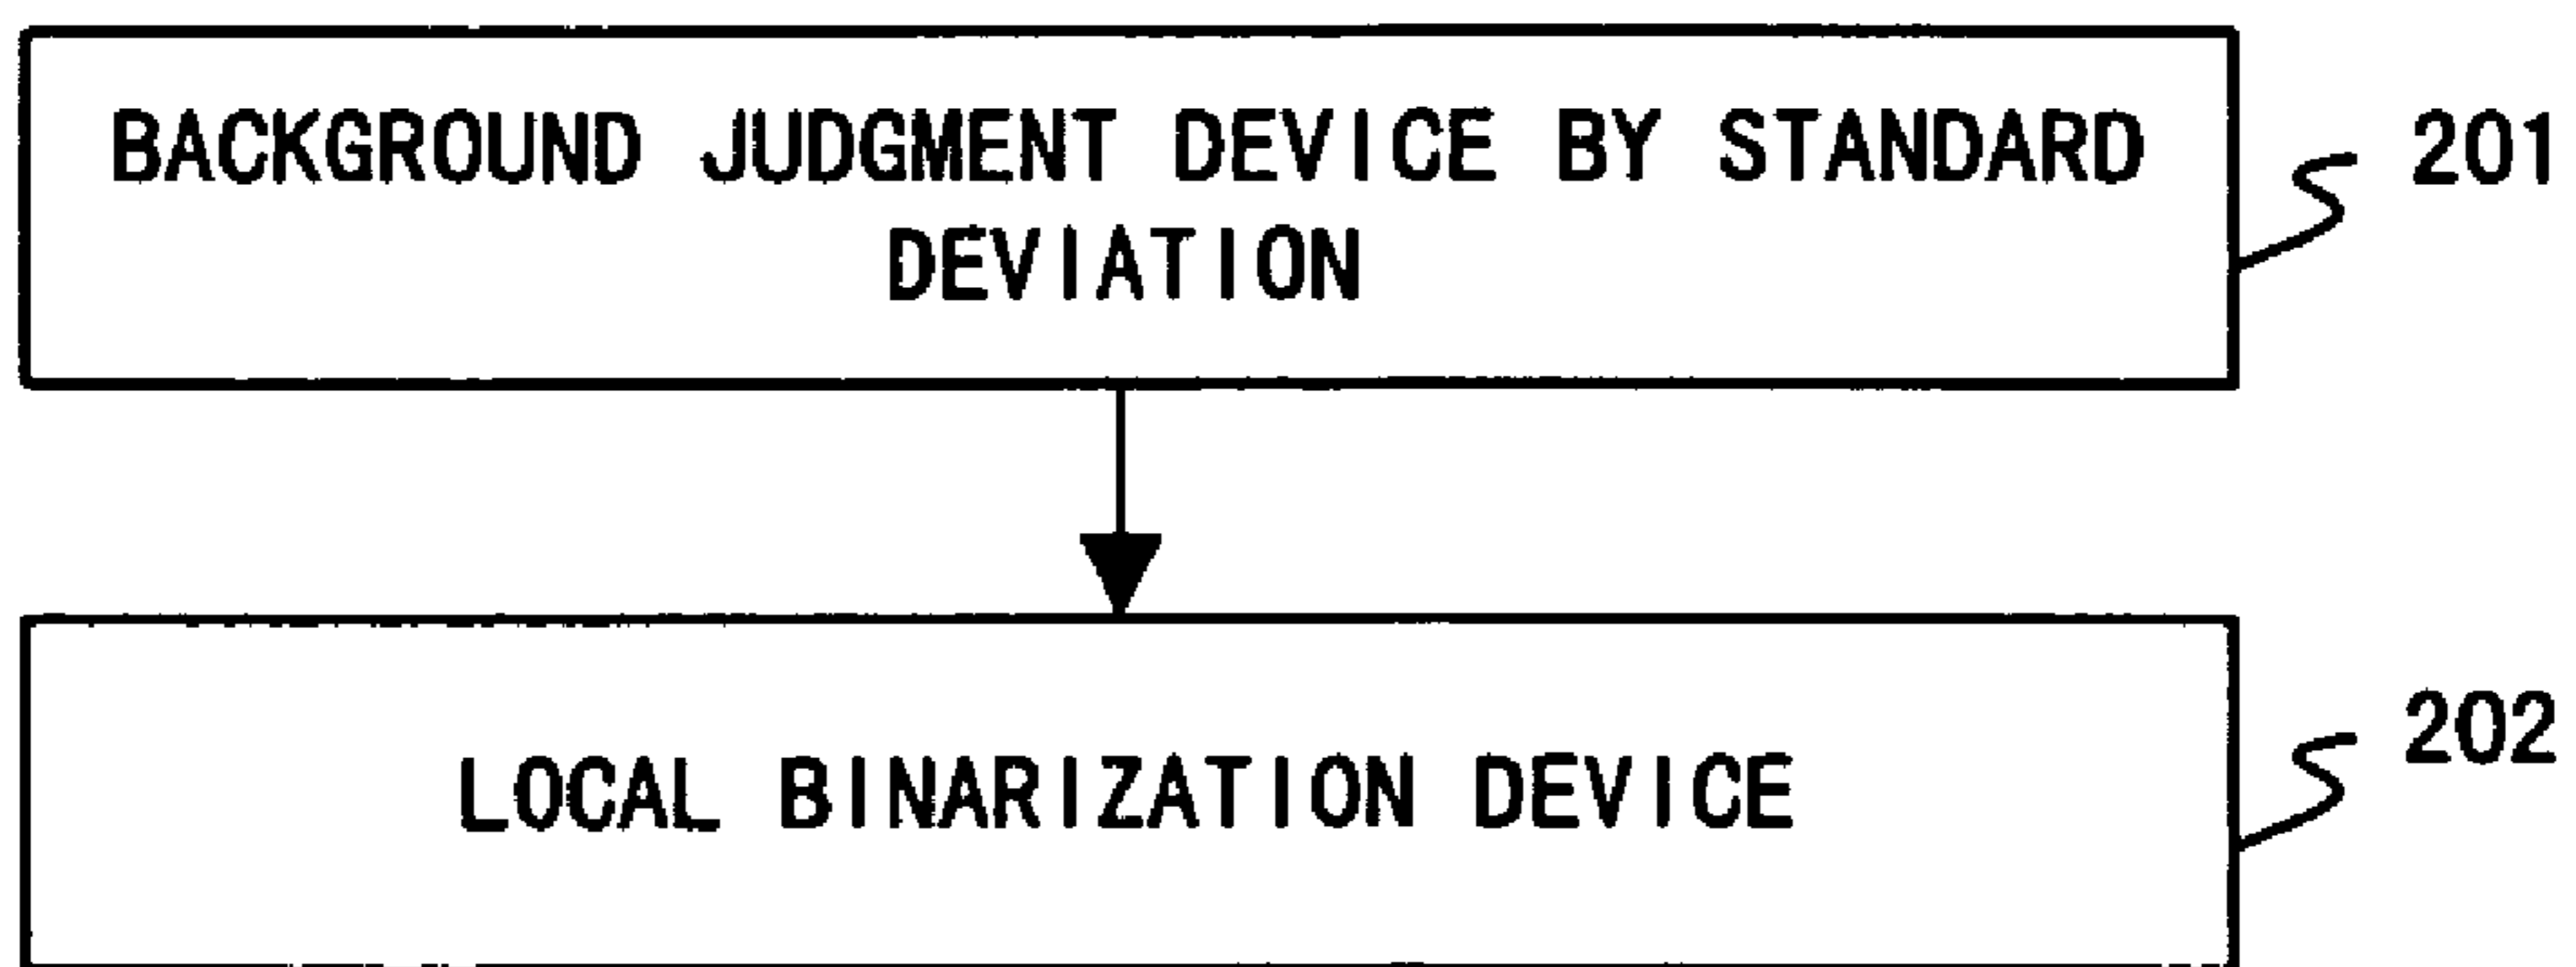 BACKGROUND JUDGMENT DEVICE BY STANDARD
DEVIATION
201
LOCAL BINARIZATION DEVICE
202